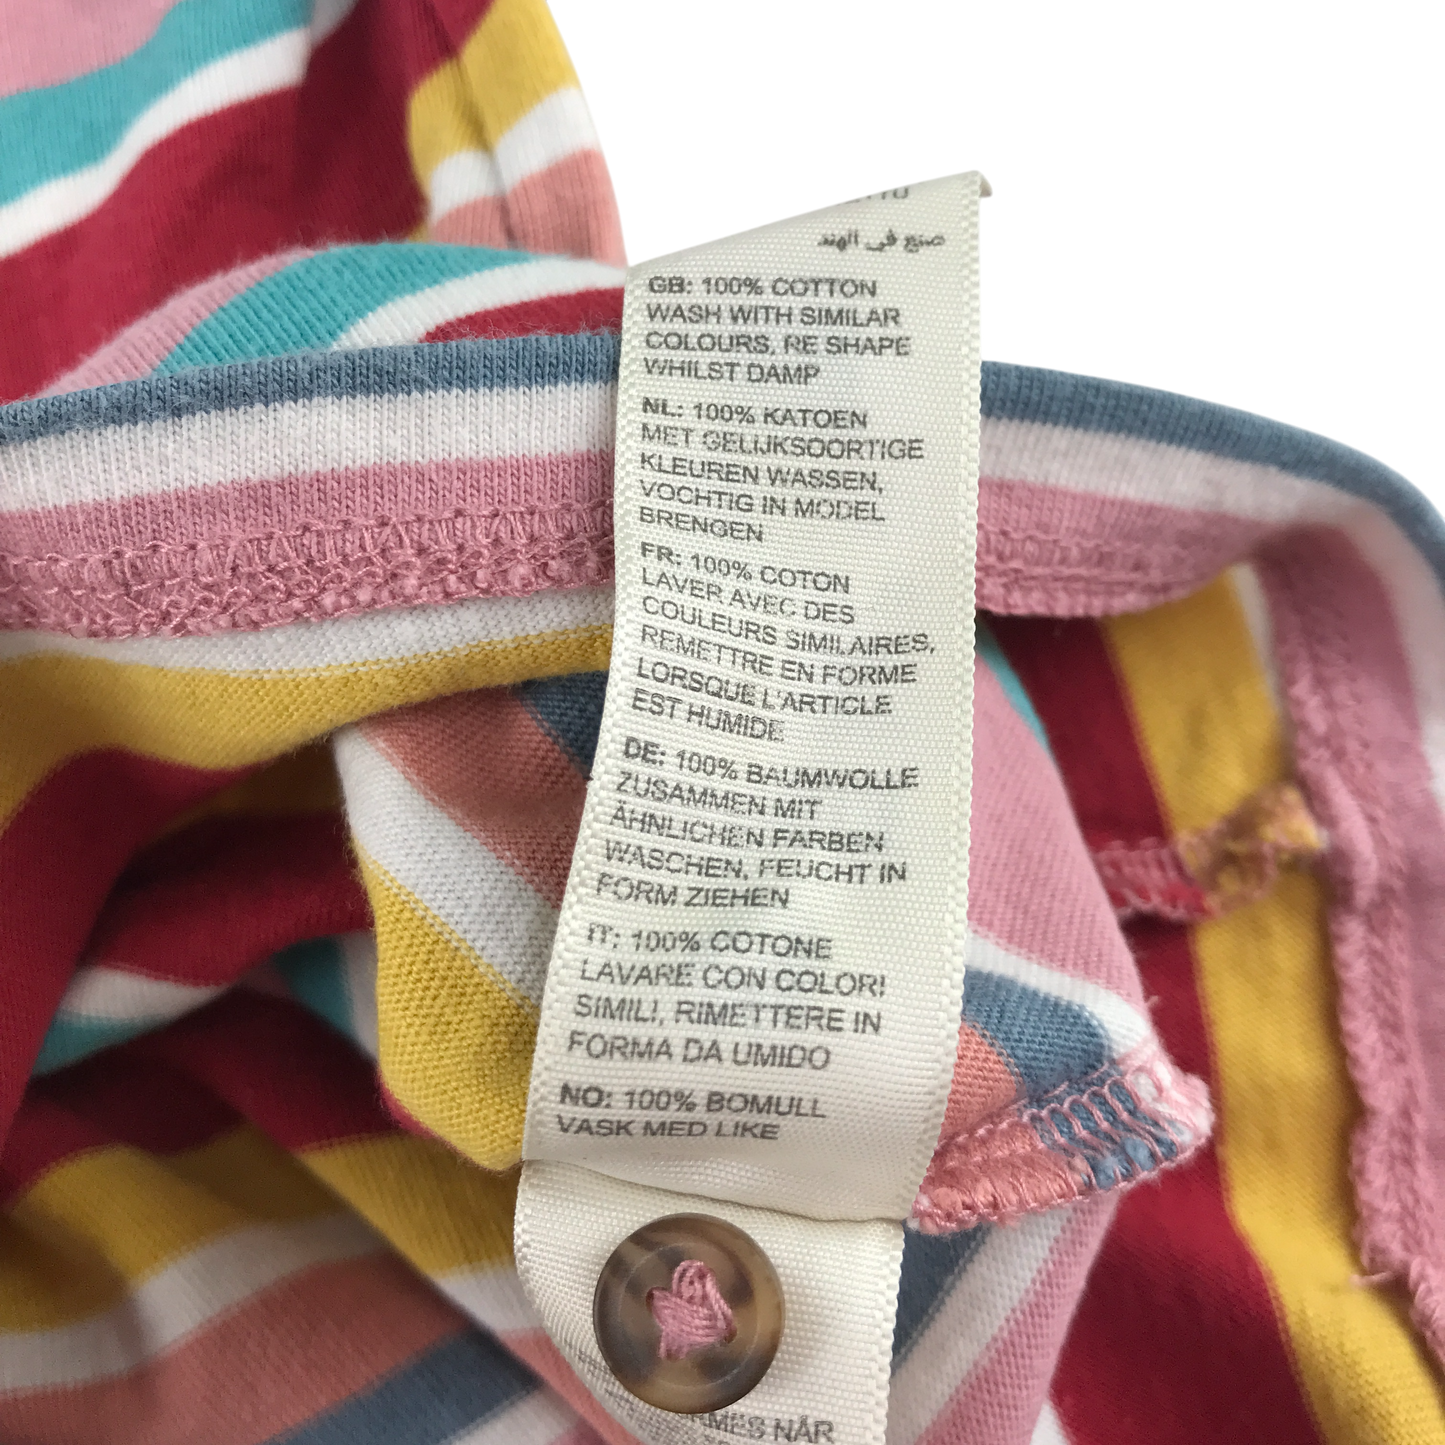 صنع في الهند
GB: 100% COTTON
WASH WITH SIMILAR
COLOURS, RE SHAPE
WHILST DAMP
NL: 100% KATOEN
MET GELIJKSOORTIGE
KLEUREN WASSEN,
VOCHTIG IN MODEL
BRENGEN
FR: 100% COTON
LAVER AVEC DES
COULEURS SIMILAIRES,
REMETTRE EN FORME
LORSQUE L'ARTICLE
EST HUMIDE
DE: 100% BAUMWOLLE
ZUSAMMEN MIT
ÄHNLICHEN FARBEN
WASCHEN, FEUCHT IN
FORM ZIEHEN
IT: 100% COTONE
LAVARE CON COLORI
SIMILI, RIMETTERE IN
FORMA DA UMIDO
NO: 100% BOMULL
VASK MED LIKE
NÅR